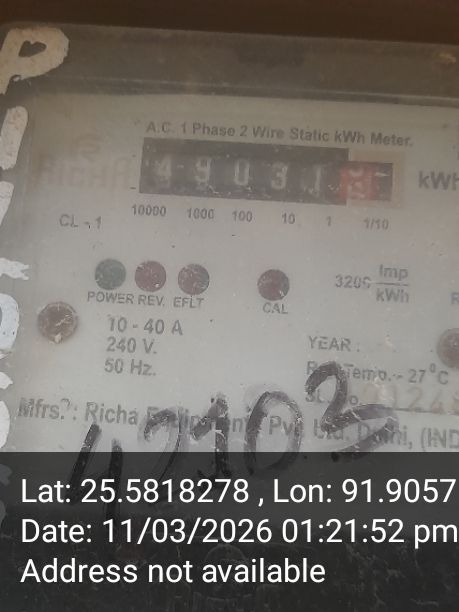 A.C. 1 Phase 2 Wire Static kWh Meter.
RICHA
4 9 0 3 1 kWh
10000 1000 100 10 1 1/10
CL - 1
3200 Imp/kWh
POWER REV. EFLT CAL
10 - 40 A
240 V.
50 Hz.
YEAR :
Ref. Temp. - 27°C
Mfrs. : Richa Equipments Pvt. Ltd. Delhi, (IND
42103
Lat: 25.5818278 , Lon: 91.9057
Date: 11/03/2026 01:21:52 pm
Address not available